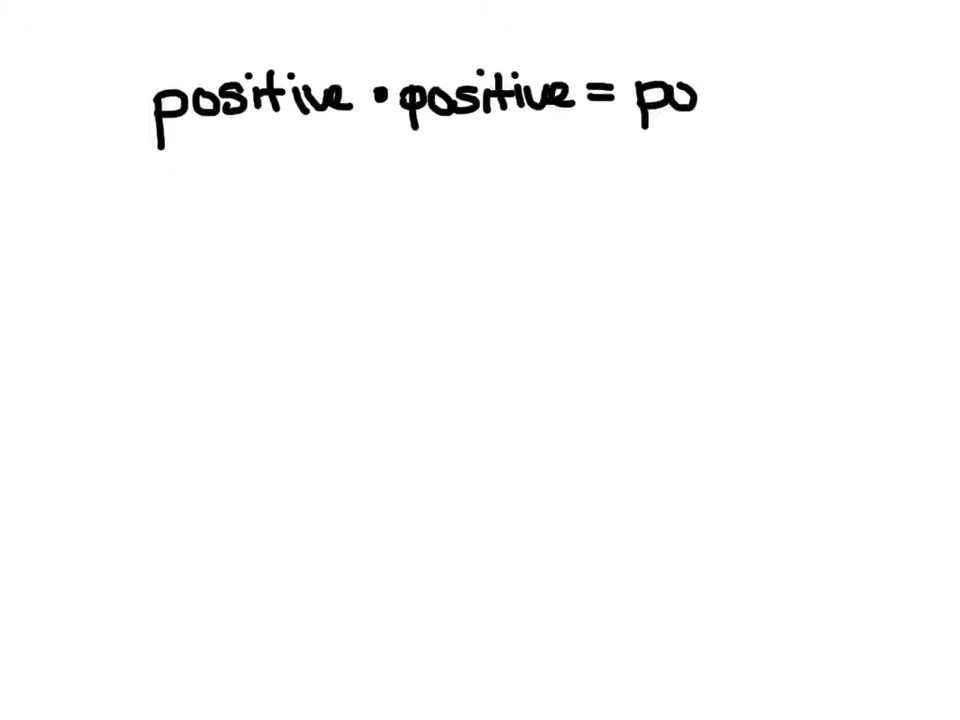 positive • positive = po